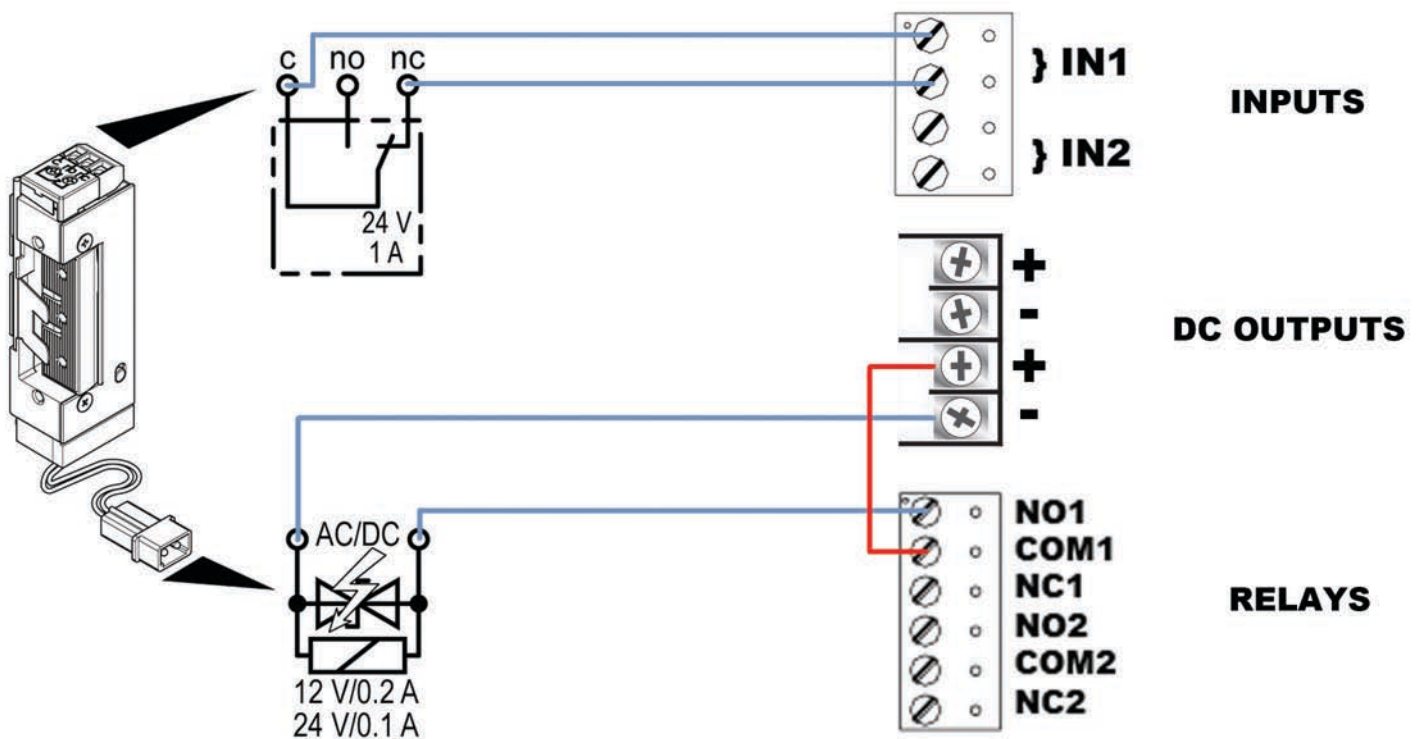 c no nc
24 V
1 A
} IN1
} IN2
INPUTS
+
-
+
-
DC OUTPUTS
AC/DC
12 V/0.2 A
24 V/0.1 A
NO1
COM1
NC1
NO2
COM2
NC2
RELAYS